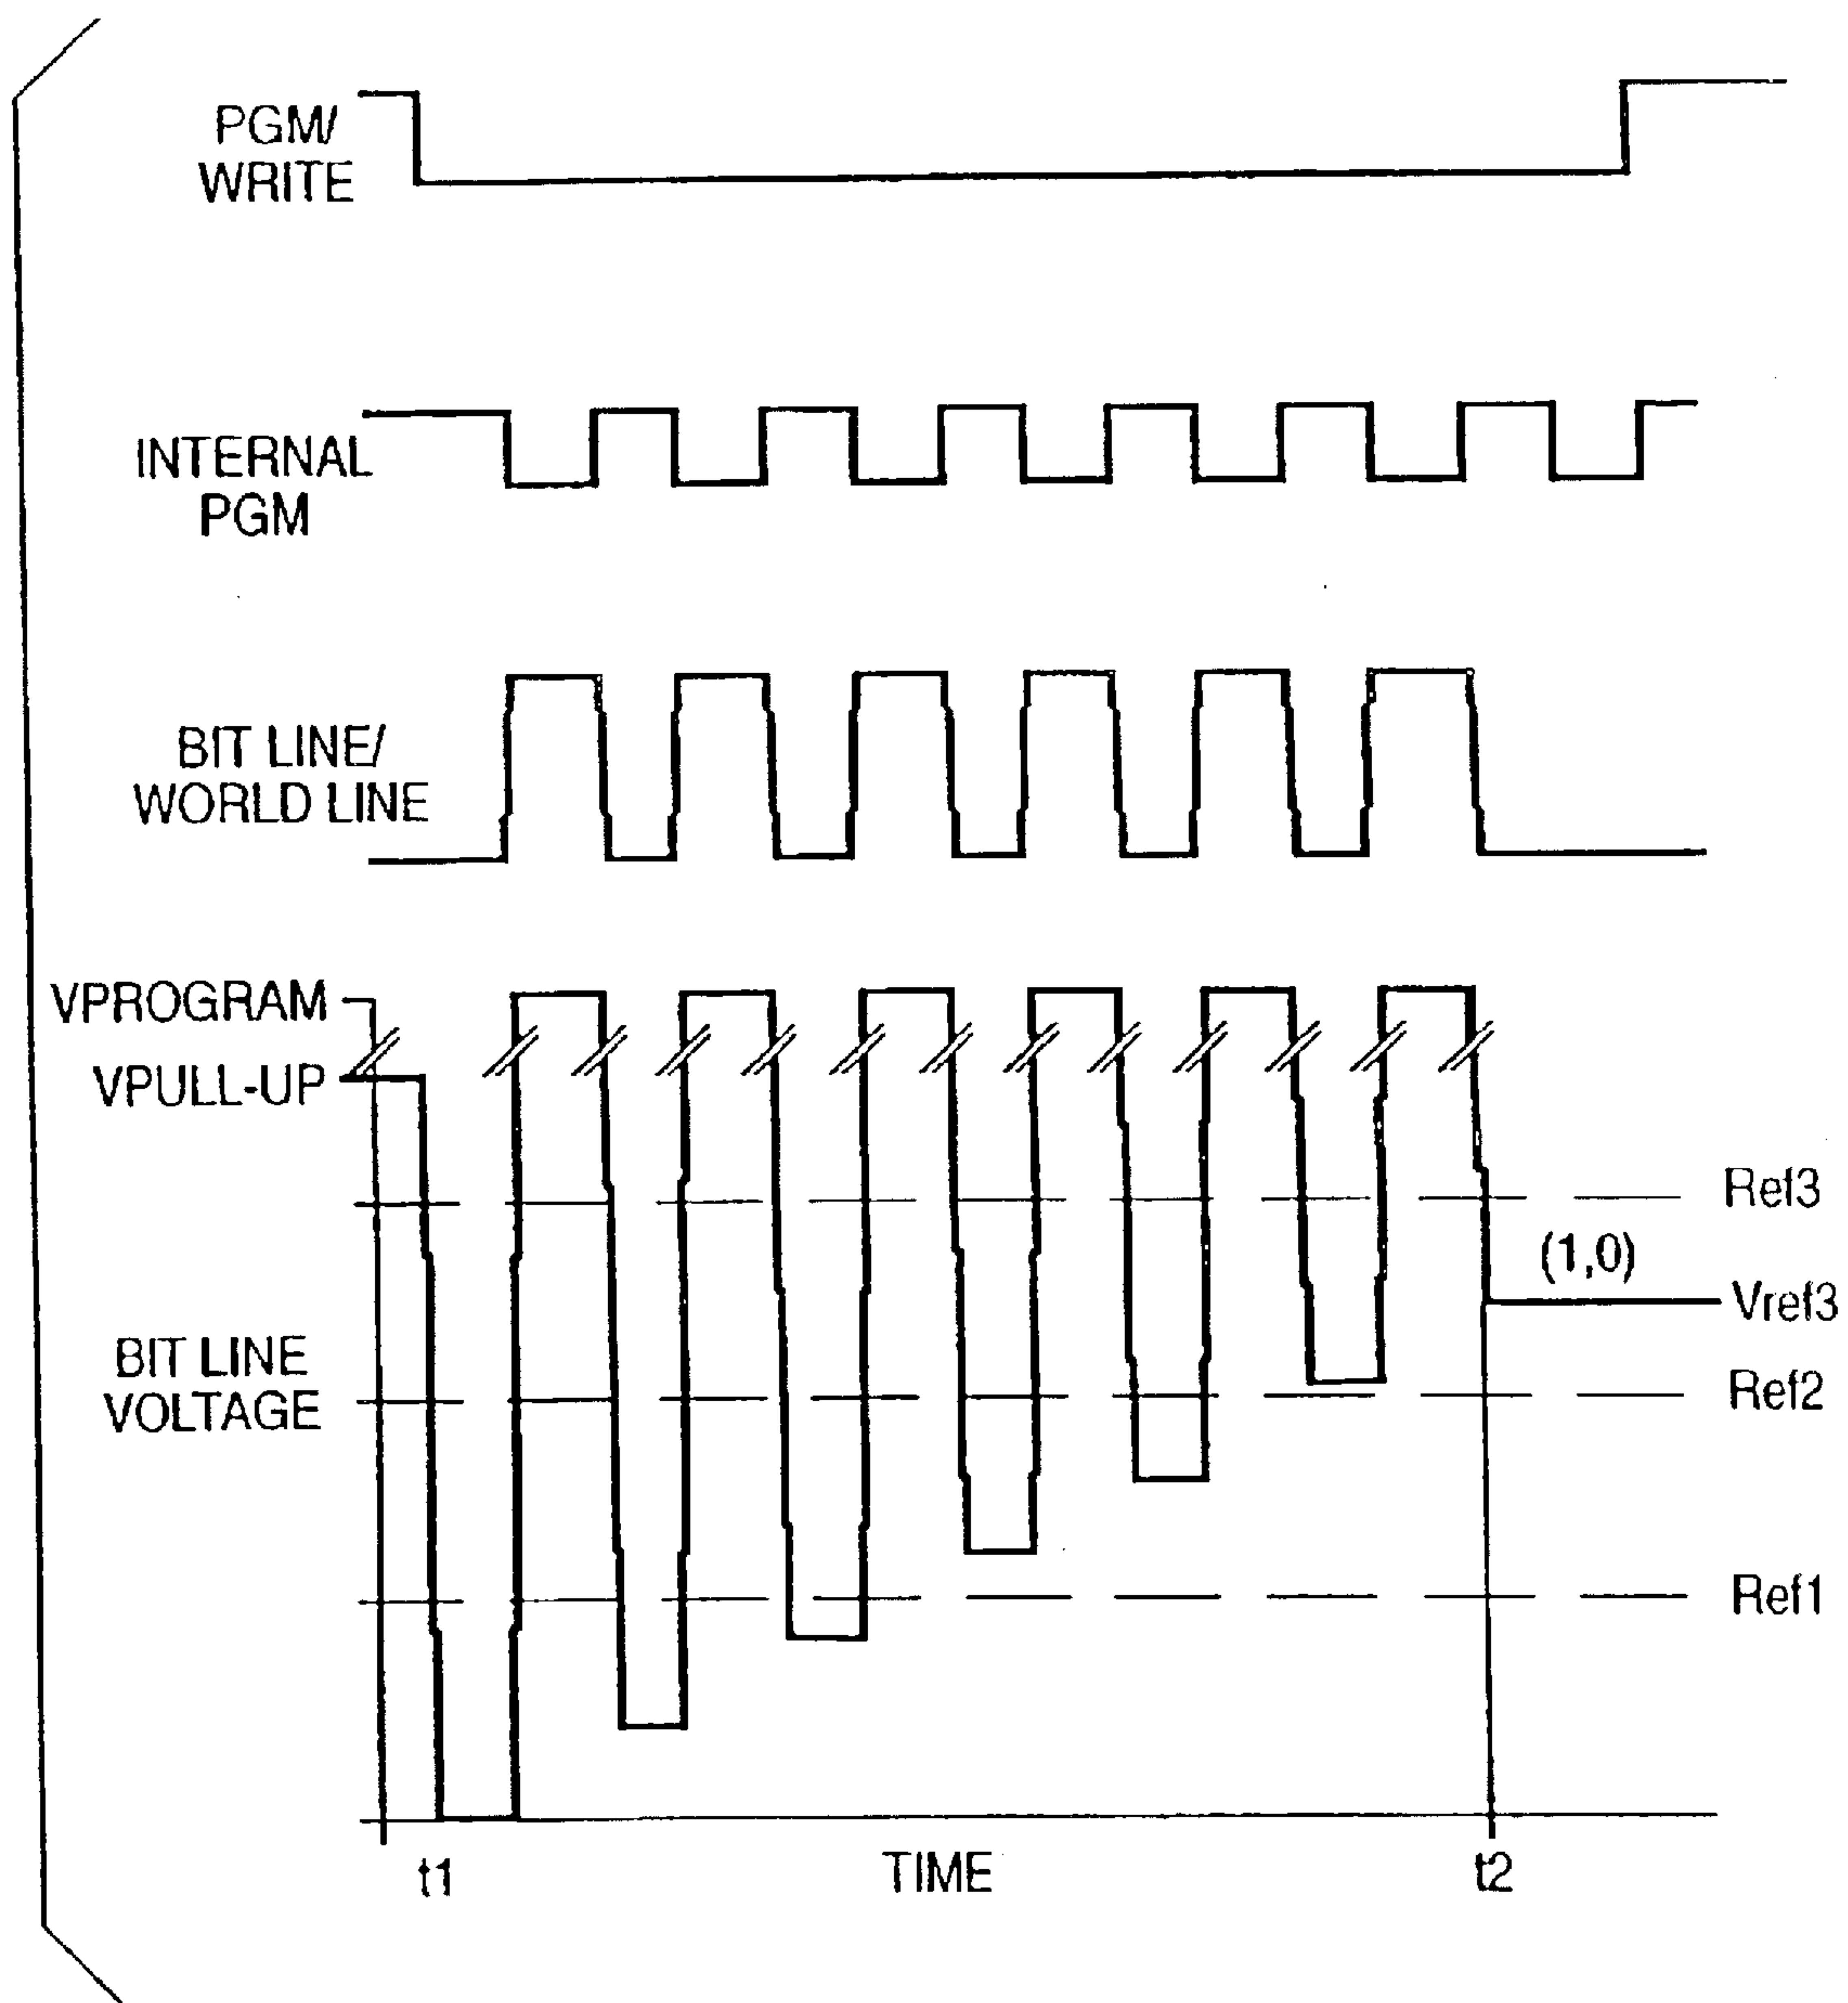 PGM/
WRITE
INTERNAL
PGM
BIT LINE/
WORLD LINE
VPROGRAM
VPULL-UP
Ref3
(1,0)
Vref3
BIT LINE
VOLTAGE
Ref2
Ref1
t1
TIME
t2